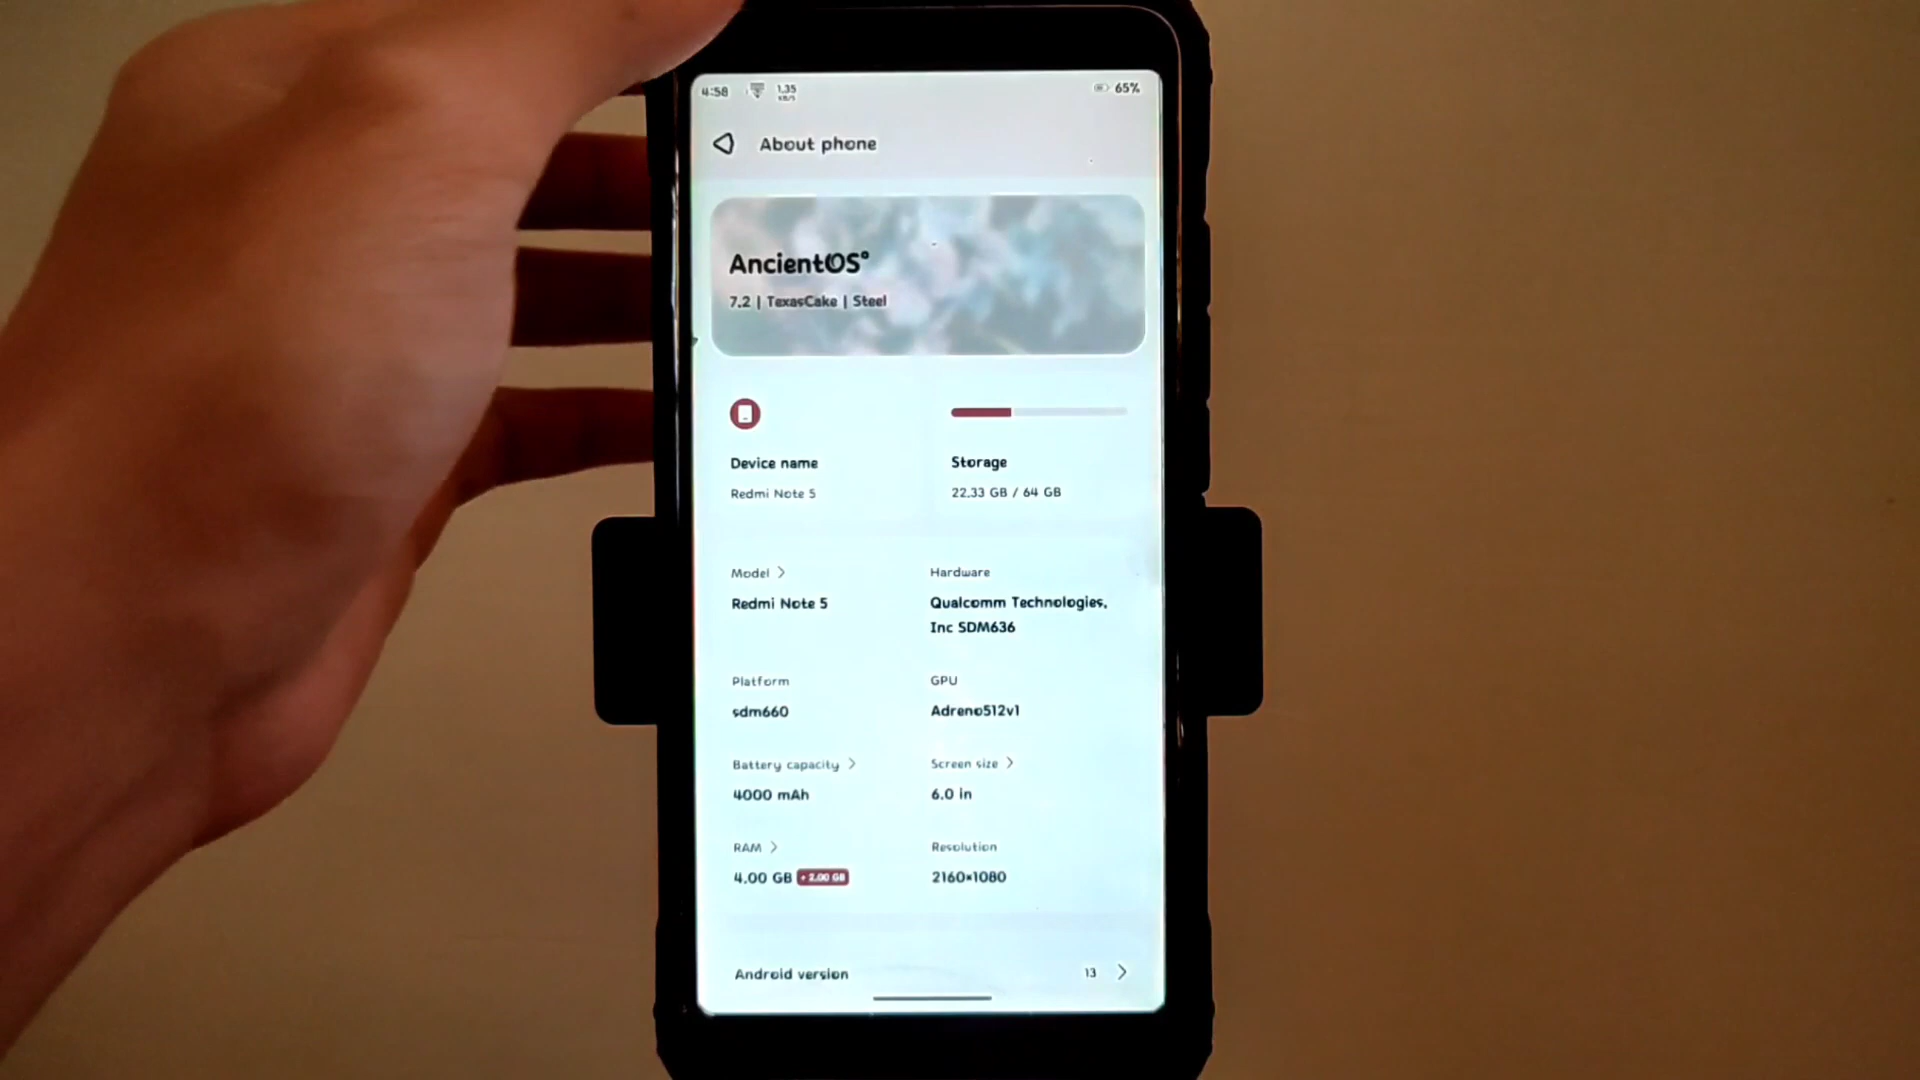 4:58
1.35
KB/S
65%
About phone
AncientOS°
7.2 | TexasCake | Steel
Device name
Redmi Note 5
Storage
22.33 GB / 64 GB
Model
Redmi Note 5
Hardware
Qualcomm Technologies,
Inc SDM636
Platform
sdm660
GPU
Adreno512v1
Battery capacity
4000 mAh
Screen size
6.0 in
RAM
4.00 GB + 2.00 GB
Resolution
2160×1080
Android version
13